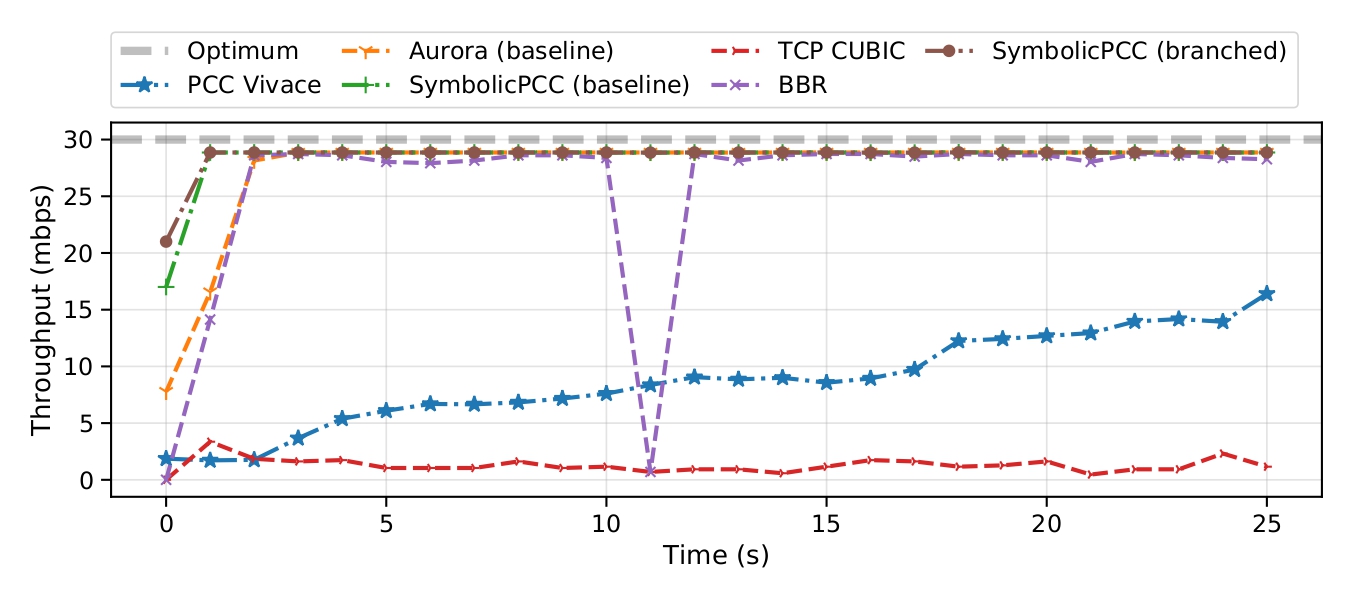 Optimum Aurora (baseline) TCP CUBIC SymbolicPCC (branched)
PCC Vivace SymbolicPCC (baseline) BBR
30
25
20
15
10
5
0
Throughput (mbps)
0 5 10 15 20 25
Time (s)